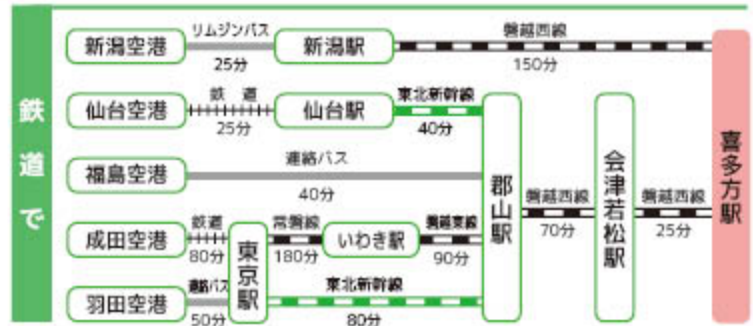 鉄道で
新潟空港
リムジンバス
25分
新潟駅
磐越西線
150分
仙台空港
鉄道
25分
仙台駅
東北新幹線
40分
福島空港
連絡バス
40分
成田空港
鉄道
80分
東京駅
常磐線
180分
いわき駅
磐越東線
90分
羽田空港
連絡バス
50分
東北新幹線
80分
郡山駅
磐越西線
70分
会津若松駅
磐越西線
25分
喜多方駅